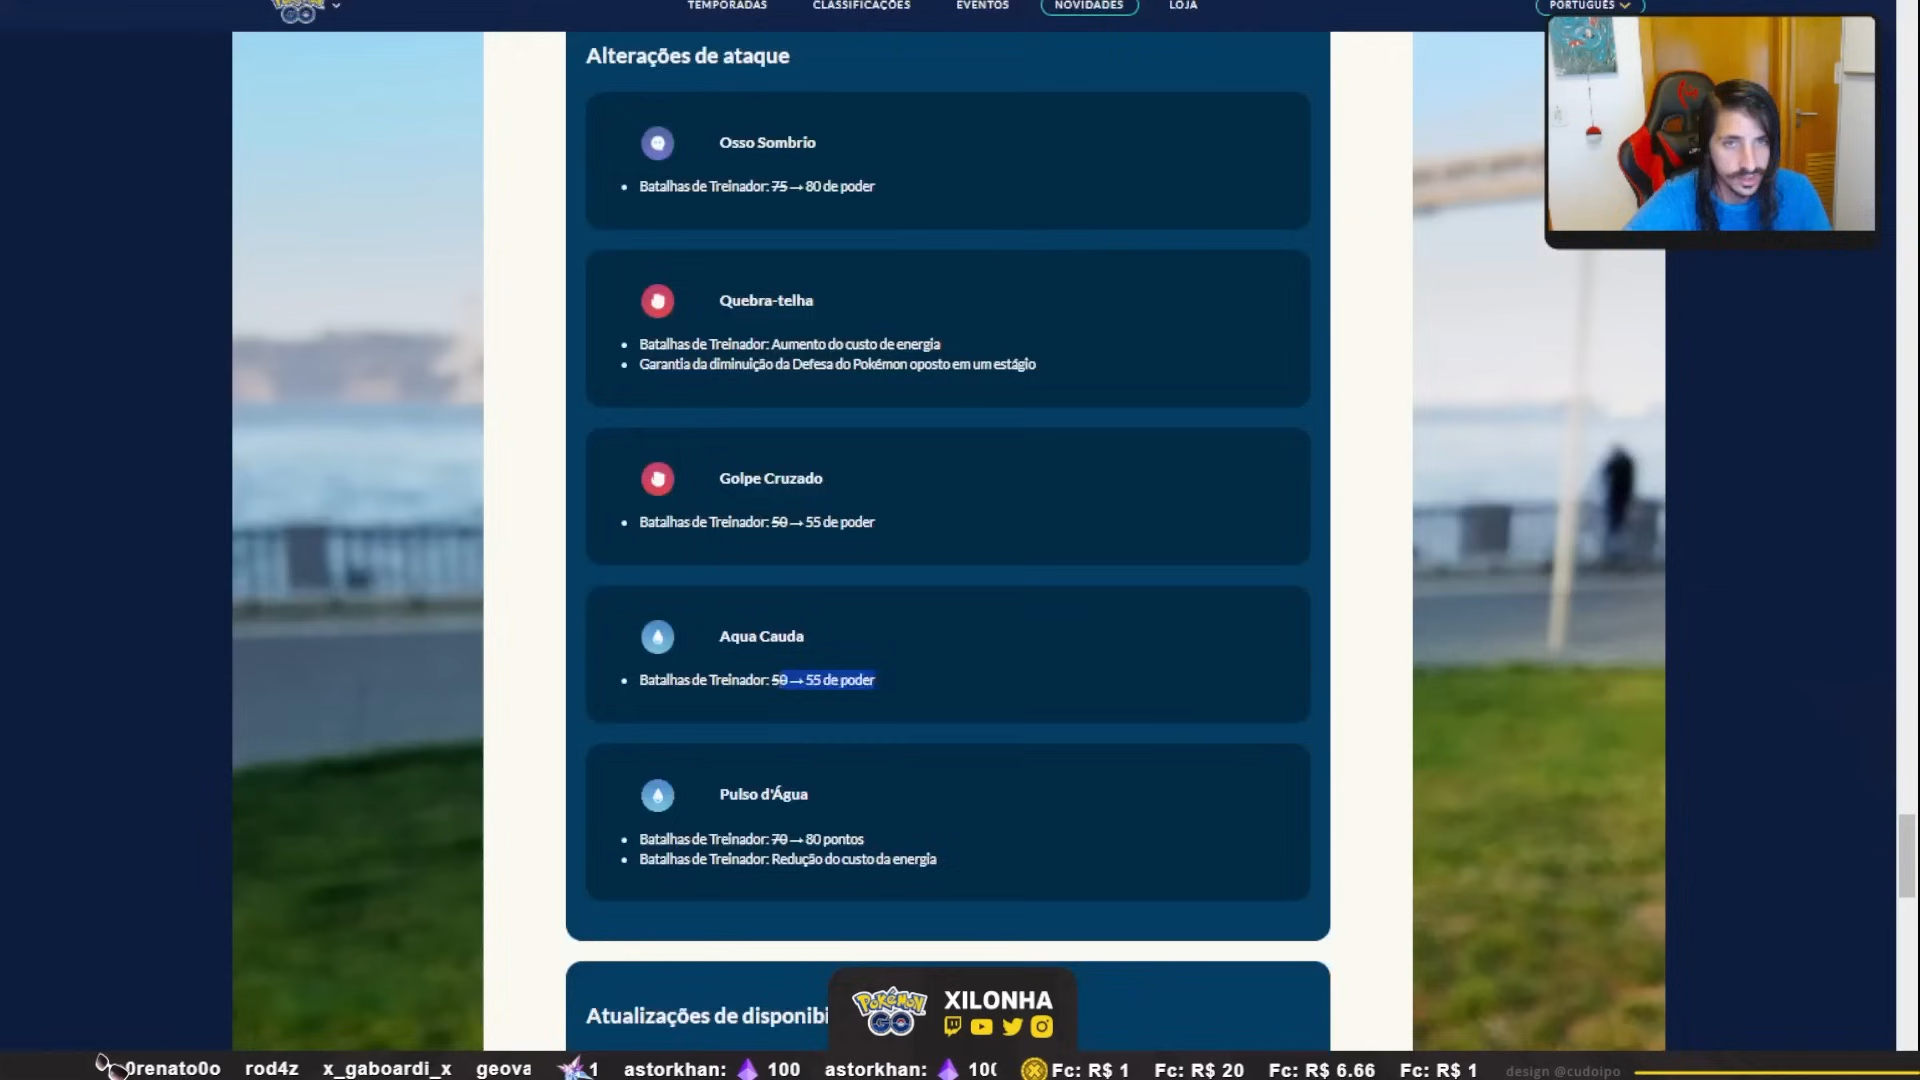 TEMPORADAS CLASSIFICAÇÕES EVENTOS NOVIDADES LOJA PORTUGUÊS
GO
Alterações de ataque
Osso Sombrio
Batalhas de Treinador: 75 → 80 de poder
Quebra-telha
Batalhas de Treinador: Aumento do custo de energia
Garantia da diminuição da Defesa do Pokémon oposto em um estágio
Golpe Cruzado
Batalhas de Treinador: 50 → 55 de poder
Aqua Cauda
Batalhas de Treinador: 50 → 55 de poder
Pulso d'Água
Batalhas de Treinador: 70 → 80 pontos
Batalhas de Treinador: Redução do custo da energia
Atualizações de disponibi
POKÉMON GO
XILONHA
0renato0o rod4z x_gaboardi_x geova 1 astorkhan: 100 astorkhan: 100 Fc: R$ 1 Fc: R$ 20 Fc: R$ 6.66 Fc: R$ 1 design @cudoipo